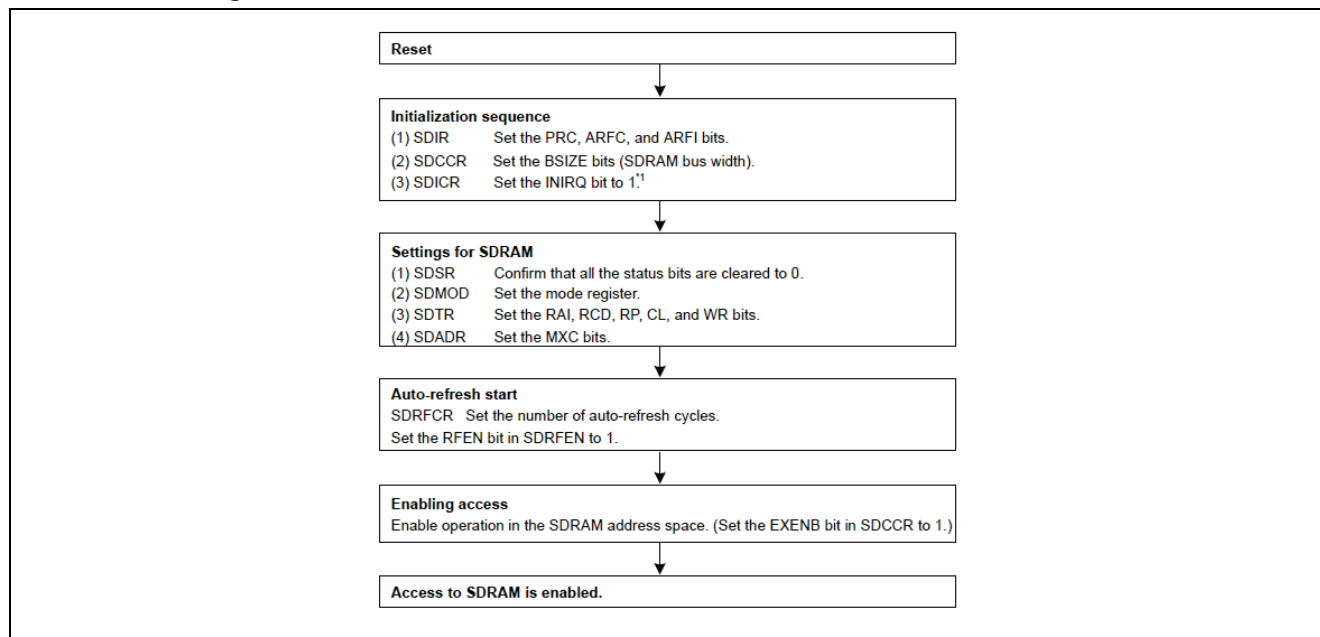 Reset
Initialization sequence
(1) SDIR Set the PRC, ARFC, and ARFI bits.
(2) SDCCR Set the BSIZE bits (SDRAM bus width).
(3) SDICR Set the INIRQ bit to 1.*1
Settings for SDRAM
(1) SDSR Confirm that all the status bits are cleared to 0.
(2) SDMOD Set the mode register.
(3) SDTR Set the RAI, RCD, RP, CL, and WR bits.
(4) SDADR Set the MXC bits.
Auto-refresh start
SDRFCR Set the number of auto-refresh cycles.
Set the RFEN bit in SDRFEN to 1.
Enabling access
Enable operation in the SDRAM address space. (Set the EXENB bit in SDCCR to 1.)
Access to SDRAM is enabled.